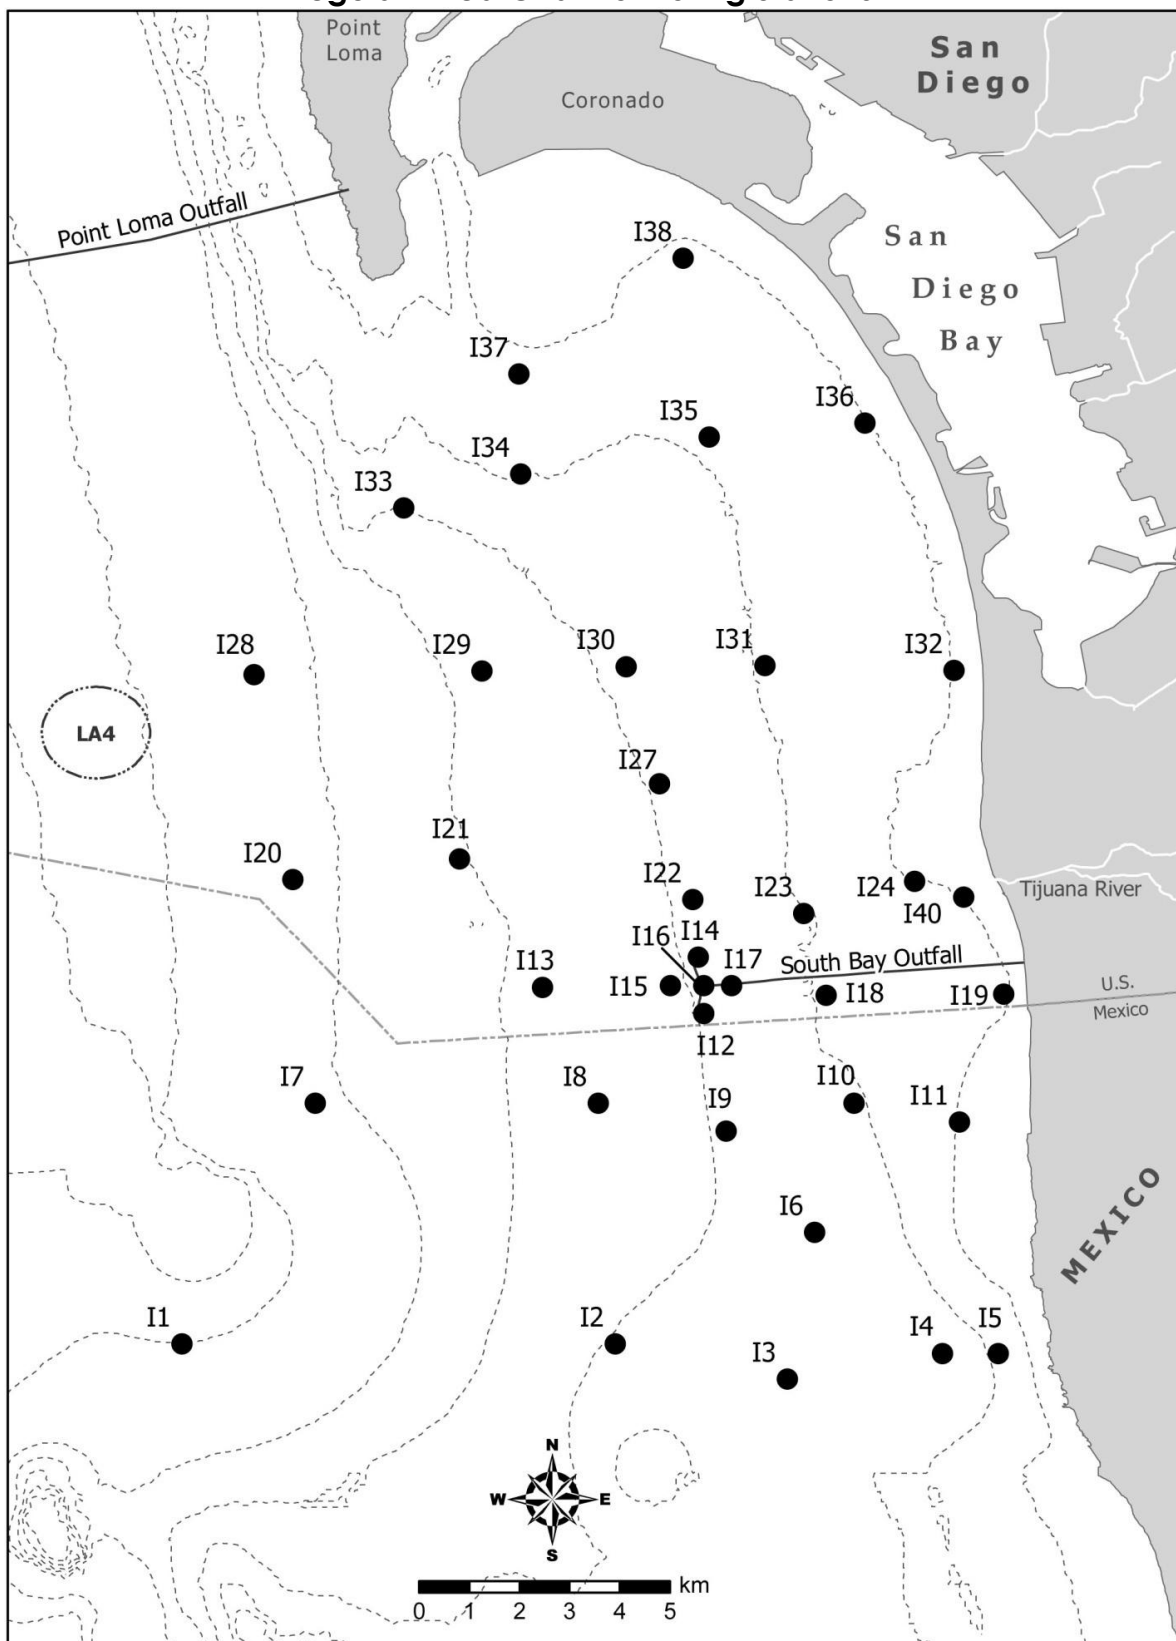 Point
Loma
San
Diego
Coronado
Point Loma Outfall
I38
San
Diego
Bay
I37
I36
I35
I34
I33
I28
I29
I30
I31
I32
LA4
I27
I21
I20
I22
I23
I24
I40
Tijuana River
I16
I14
I13
I15
I17
South Bay Outfall
I18
I19
U.S.
Mexico
I12
I7
I8
I9
I10
I11
I6
MEXICO
I1
I2
I3
I4
I5
N
W
E
S
km
0 1 2 3 4 5